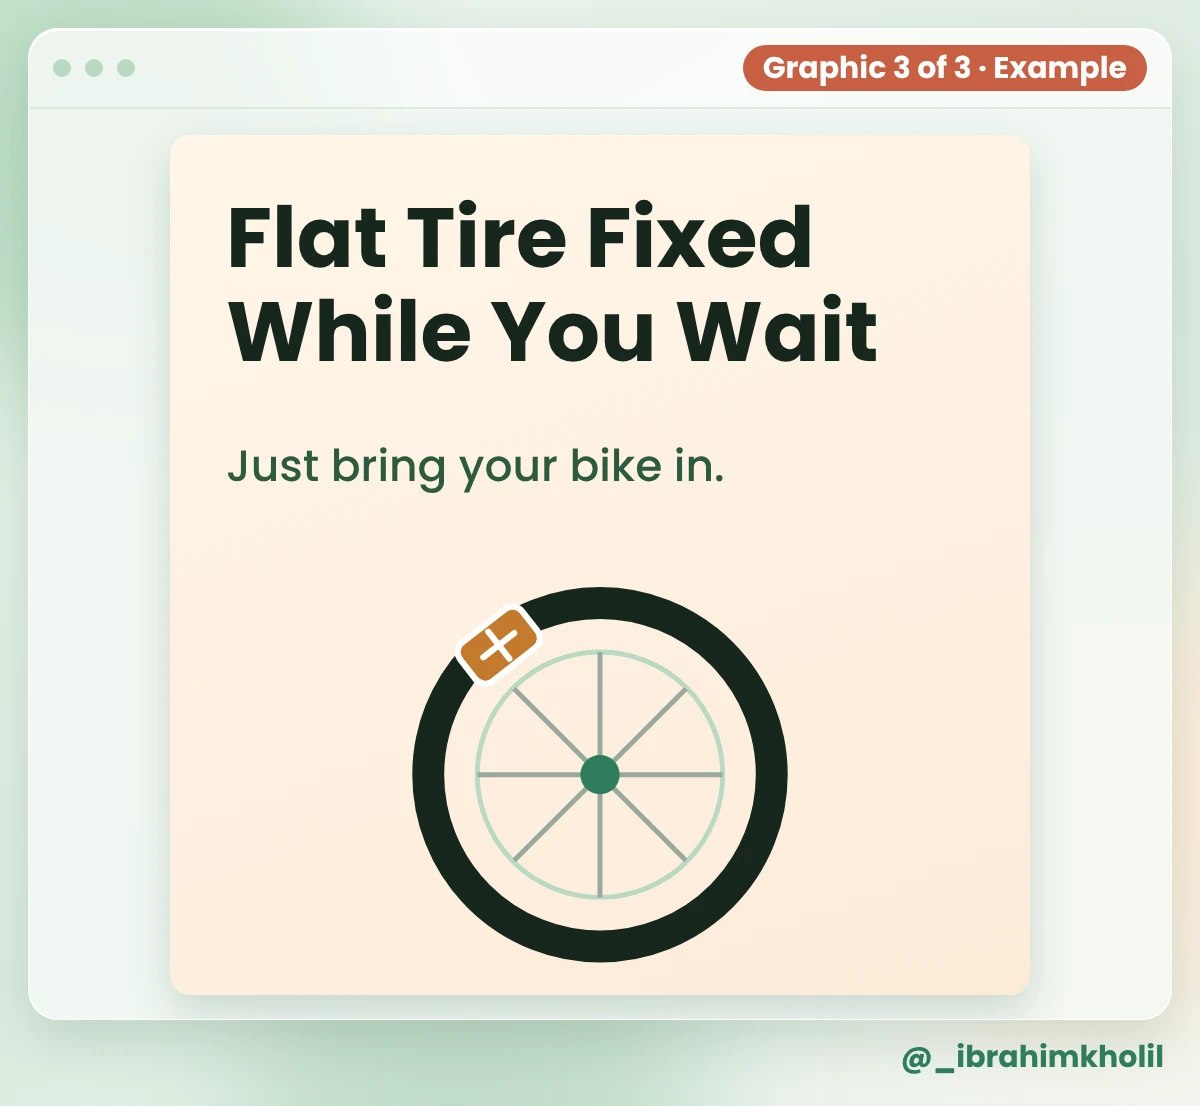 Graphic 3 of 3 · Example
Flat Tire Fixed
While You Wait
Just bring your bike in.
@_ibrahimkholil